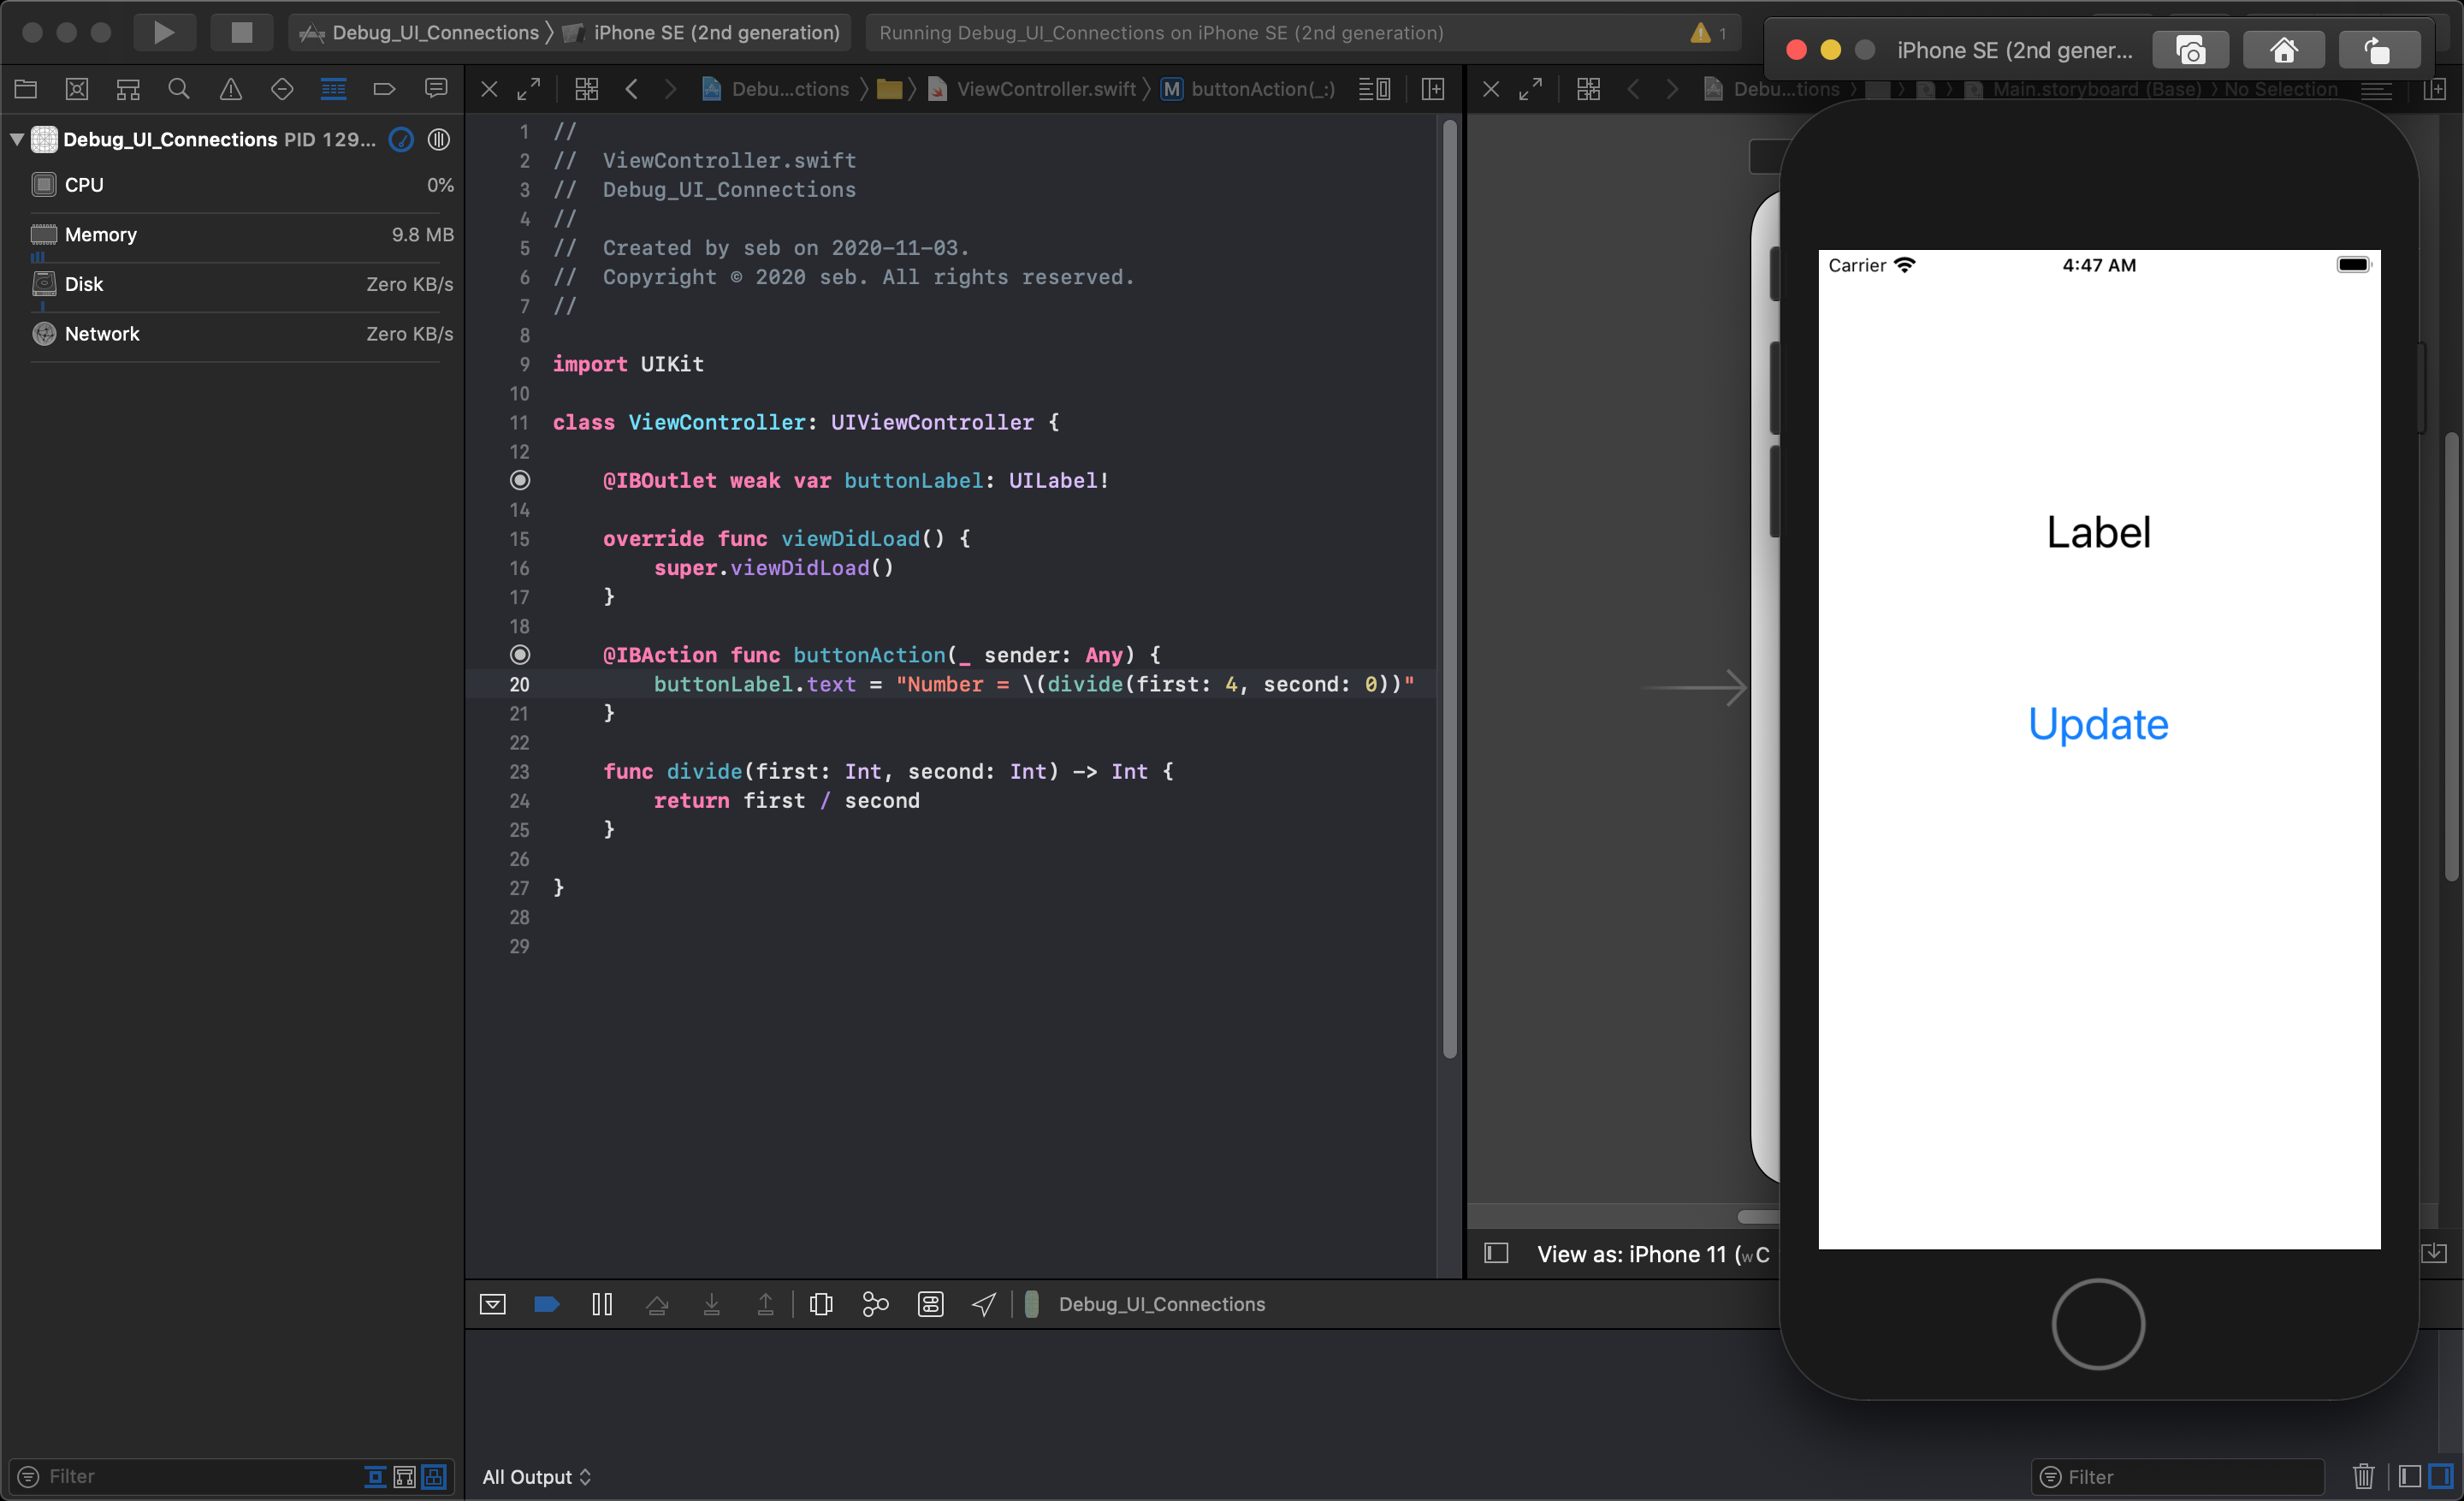 Debug_UI_Connections
iPhone SE (2nd generation)
Running Debug_UI_Connections on iPhone SE (2nd generation)
1
iPhone SE (2nd gener...
Debu...ctions
ViewController.swift
M
buttonAction(_:)
Debu...tions
Main.storyboard (Base)
No Selection
Debug_UI_Connections PID 129...
CPU 0%
Memory 9.8 MB
Disk Zero KB/s
Network Zero KB/s
1 //
2 //  ViewController.swift
3 //  Debug_UI_Connections
4 //
5 //  Created by seb on 2020-11-03.
6 //  Copyright © 2020 seb. All rights reserved.
7 //
8
9 import UIKit
10
11 class ViewController: UIViewController {
12
@IBOutlet weak var buttonLabel: UILabel!
14
15 override func viewDidLoad() {
16 super.viewDidLoad()
17 }
18
@IBAction func buttonAction(_ sender: Any) {
20 buttonLabel.text = "Number = \(divide(first: 4, second: 0))"
21 }
22
23 func divide(first: Int, second: Int) -> Int {
24 return first / second
25 }
26
27 }
28
29
Carrier
4:47 AM
Label
Update
View as: iPhone 11 (wC
Debug_UI_Connections
Filter
All Output
Filter